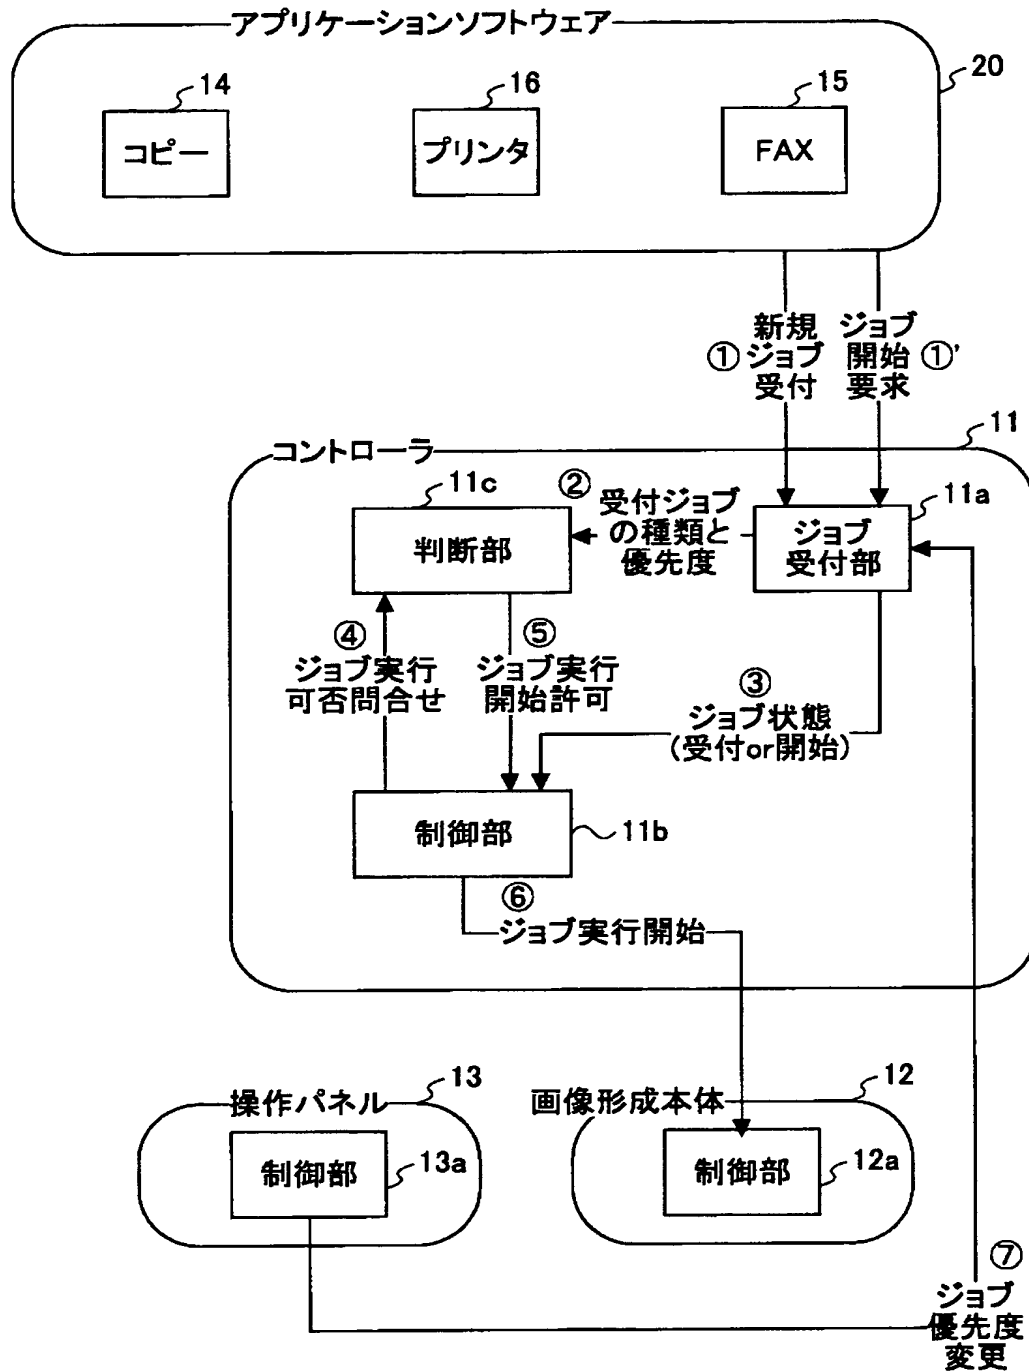 アプリケーションソフトウェア
20
14
16
15
コピー
プリンタ
FAX
①
新規
ジョブ
受付
ジョブ
開始
要求
①'
11
コントローラ
11c
②
受付ジョブ
の種類と
優先度
11a
判断部
ジョブ
受付部
④
ジョブ実行
可否問合せ
⑤
ジョブ実行
開始許可
③
ジョブ状態
(受付or開始)
制御部
11b
⑥
ジョブ実行開始
操作パネル
13
画像形成本体
12
制御部
13a
制御部
12a
⑦
ジョブ
優先度
変更